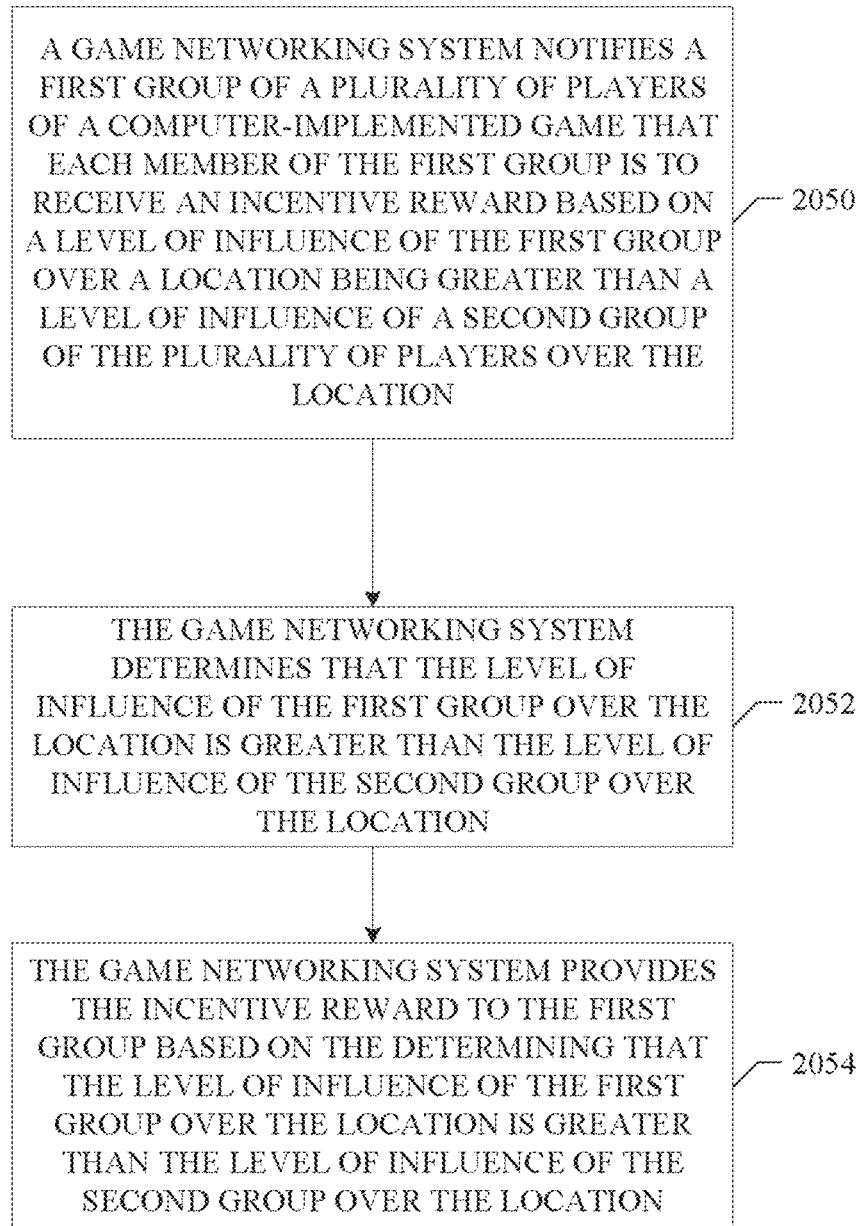 A GAME NETWORKING SYSTEM NOTIFIES A
FIRST GROUP OF A PLURALITY OF PLAYERS
OF A COMPUTER-IMPLEMENTED GAME THAT
EACH MEMBER OF THE FIRST GROUP IS TO
RECEIVE AN INCENTIVE REWARD BASED ON
A LEVEL OF INFLUENCE OF THE FIRST GROUP
OVER A LOCATION BEING GREATER THAN A
LEVEL OF INFLUENCE OF A SECOND GROUP
OF THE PLURALITY OF PLAYERS OVER THE
LOCATION
2050
THE GAME NETWORKING SYSTEM
DETERMINES THAT THE LEVEL OF
INFLUENCE OF THE FIRST GROUP OVER THE
LOCATION IS GREATER THAN THE LEVEL OF
INFLUENCE OF THE SECOND GROUP OVER
THE LOCATION
2052
THE GAME NETWORKING SYSTEM PROVIDES
THE INCENTIVE REWARD TO THE FIRST
GROUP BASED ON THE DETERMINING THAT
THE LEVEL OF INFLUENCE OF THE FIRST
GROUP OVER THE LOCATION IS GREATER
THAN THE LEVEL OF INFLUENCE OF THE
SECOND GROUP OVER THE LOCATION
2054